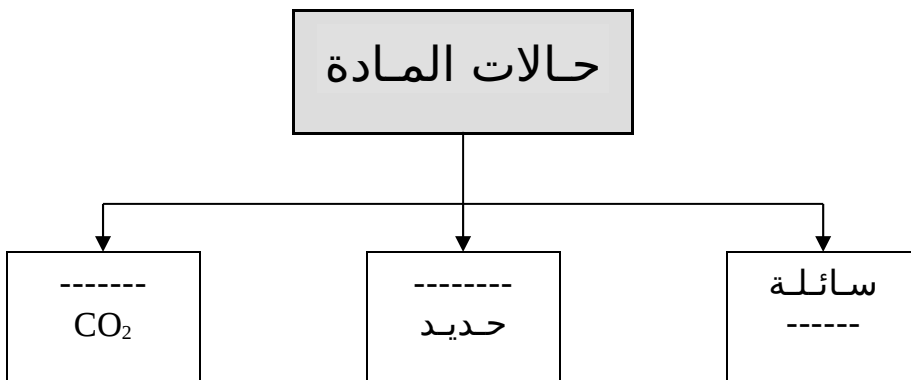 حـالات المـادة
سـائـلـة
------
--------
حـديـد
-------
CO₂